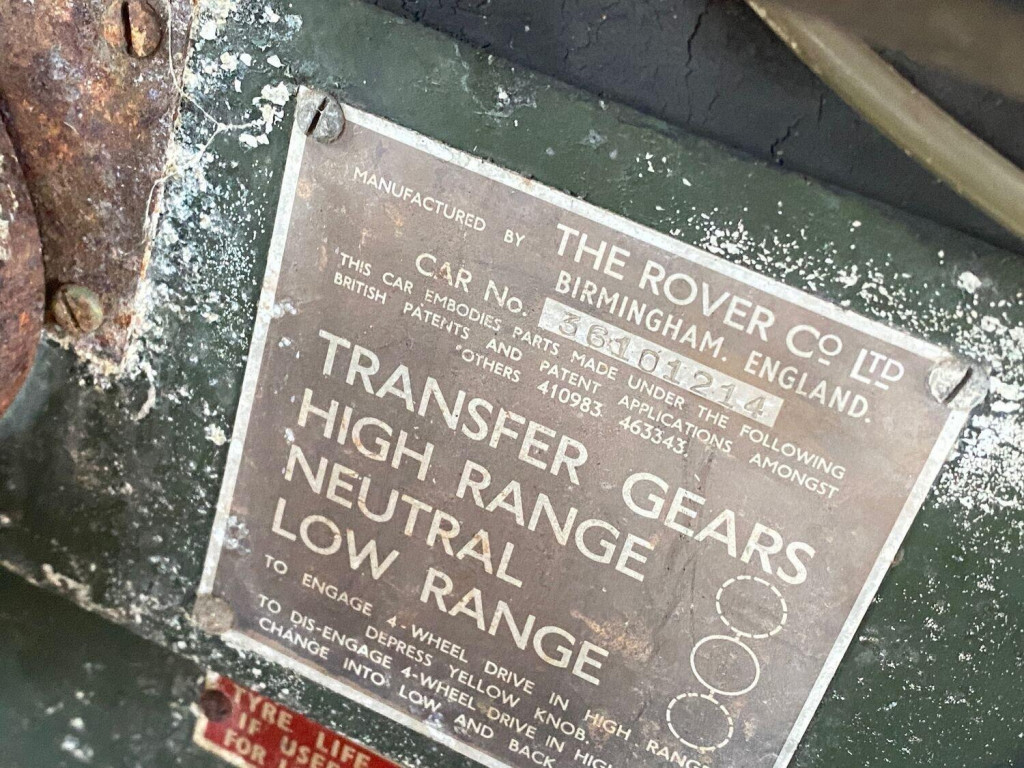 MANUFACTURED BY THE ROVER CO LTD
BIRMINGHAM. ENGLAND.
CAR No. 36101214
THIS CAR EMBODIES PARTS MADE UNDER THE FOLLOWING
BRITISH PATENTS AND PATENT APPLICATIONS AMONGST
OTHERS 410983. 463343.
TRANSFER GEARS
HIGH RANGE
NEUTRAL
LOW RANGE
TO ENGAGE 4-WHEEL DRIVE IN HIGH RANGE
DEPRESS YELLOW KNOB.
TO DIS-ENGAGE 4-WHEEL DRIVE IN HIGH
CHANGE INTO LOW AND BACK
TYRE LIFE
IF USED
FOR